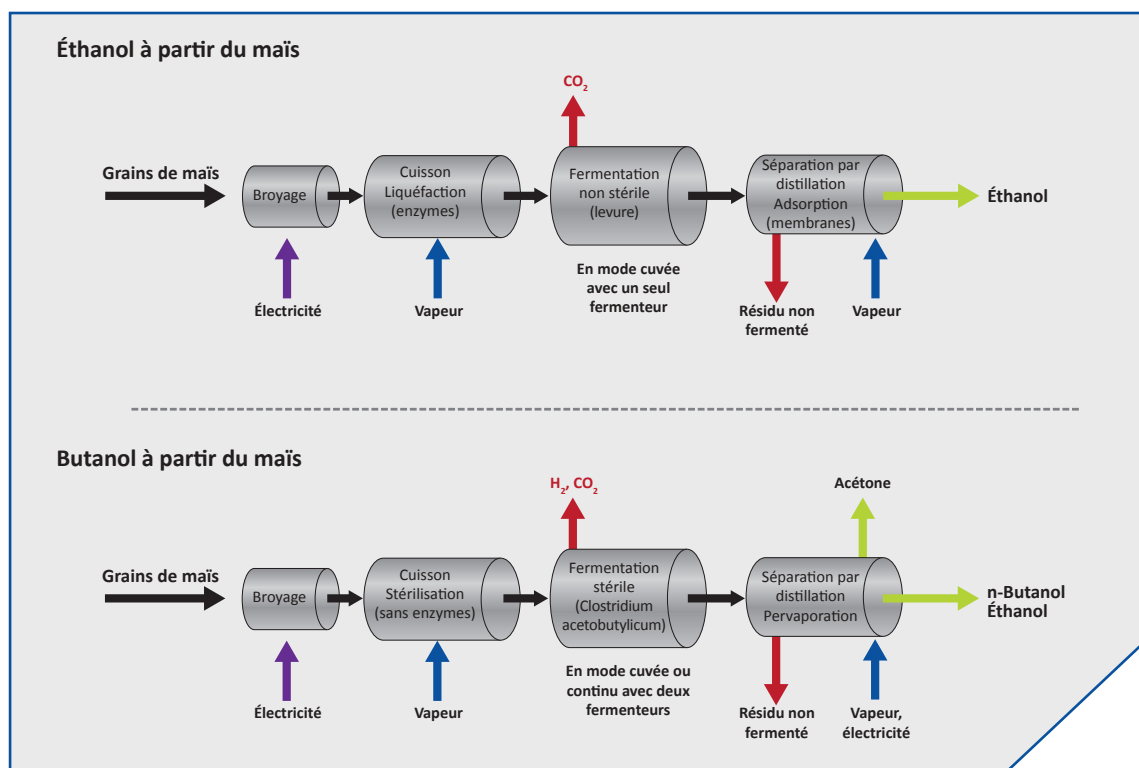 Éthanol à partir du maïs
CO₂
Grains de maïs
Broyage
Cuisson
Liquéfaction
(enzymes)
Fermentation
non stérile
(levure)
Séparation par
distillation
Adsorption
(membranes)
Éthanol
Électricité
Vapeur
En mode cuvée
avec un seul
fermenteur
Résidu non
fermenté
Vapeur
Butanol à partir du maïs
H₂, CO₂
Acétone
Grains de maïs
Broyage
Cuisson
Stérilisation
(sans enzymes)
Fermentation
stérile
(Clostridium
acetobutylicum)
Séparation par
distillation
Pervaporation
n-Butanol
Éthanol
Électricité
Vapeur
En mode cuvée ou
continu avec deux
fermenteurs
Résidu non
fermenté
Vapeur,
électricité